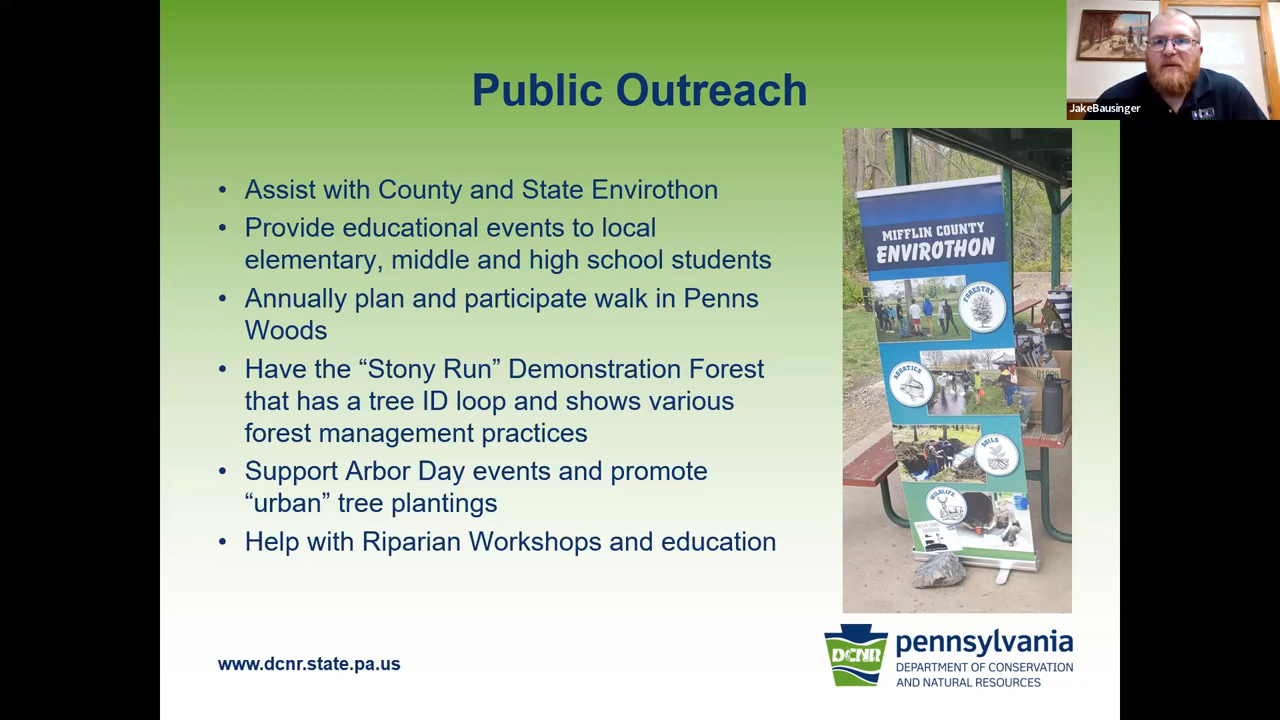 Public Outreach
JakeBausinger
• Assist with County and State Envirothon
• Provide educational events to local
elementary, middle and high school students
• Annually plan and participate walk in Penns
Woods
• Have the “Stony Run” Demonstration Forest
that has a tree ID loop and shows various
forest management practices
• Support Arbor Day events and promote
“urban” tree plantings
• Help with Riparian Workshops and education
MIFFLIN COUNTY
ENVIROTHON
FORESTRY
AQUATICS
SOILS
WILDLIFE
www.dcnr.state.pa.us
DCNR
pennsylvania
DEPARTMENT OF CONSERVATION
AND NATURAL RESOURCES